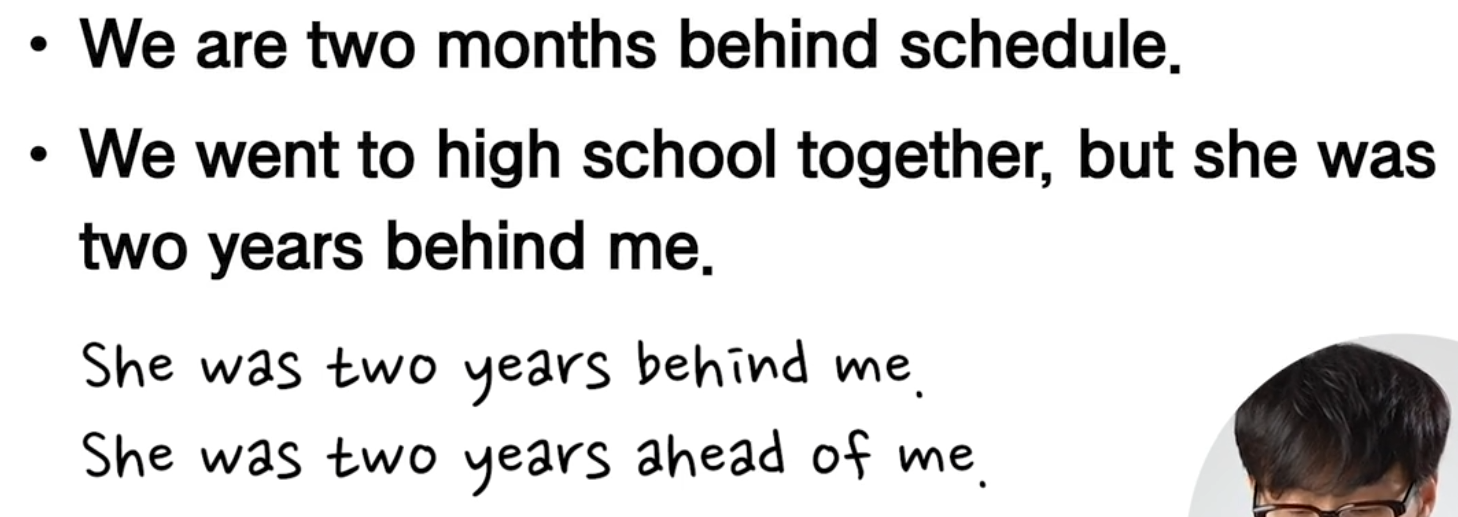 • We are two months behind schedule.
• We went to high school together, but she was
two years behind me.
She was two years behind me.
She was two years ahead of me.